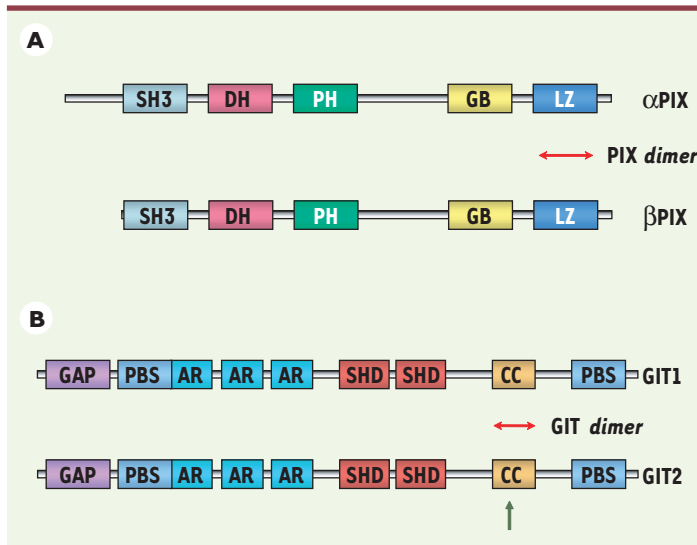 A
SH3 DH PH GB LZ αPIX
PIX dimer
SH3 DH PH GB LZ βPIX
B
GAP PBS AR AR AR SHD SHD CC PBS GIT1
GIT dimer
GAP PBS AR AR AR SHD SHD CC PBS GIT2